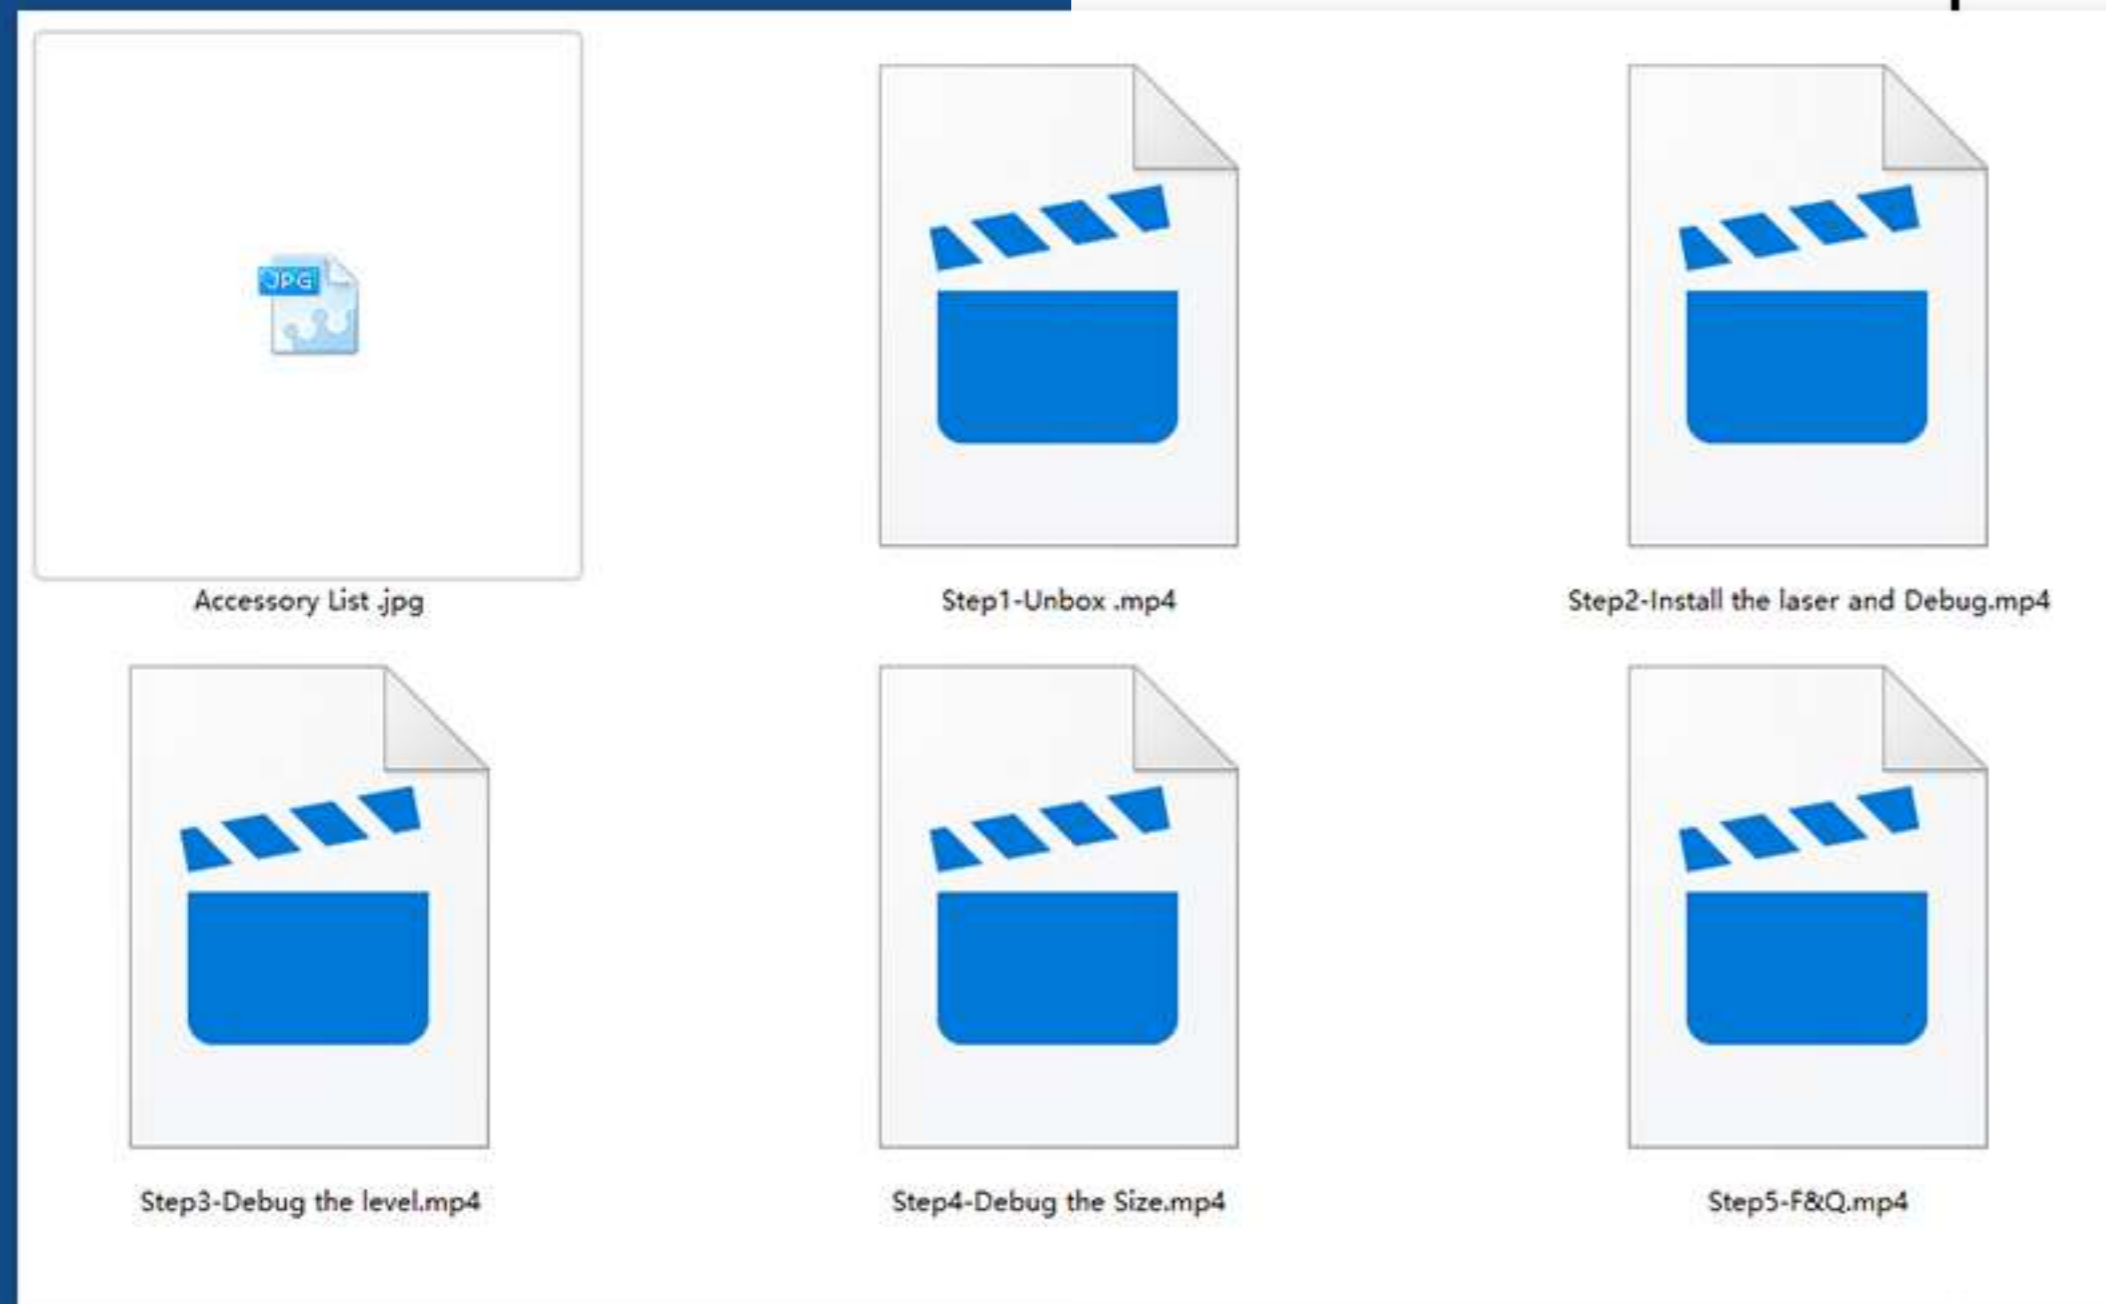 JPG
Accessory List .jpg
Step1-Unbox .mp4
Step2-Install the laser and Debug.mp4
Step3-Debug the level.mp4
Step4-Debug the Size.mp4
Step5-F&Q.mp4